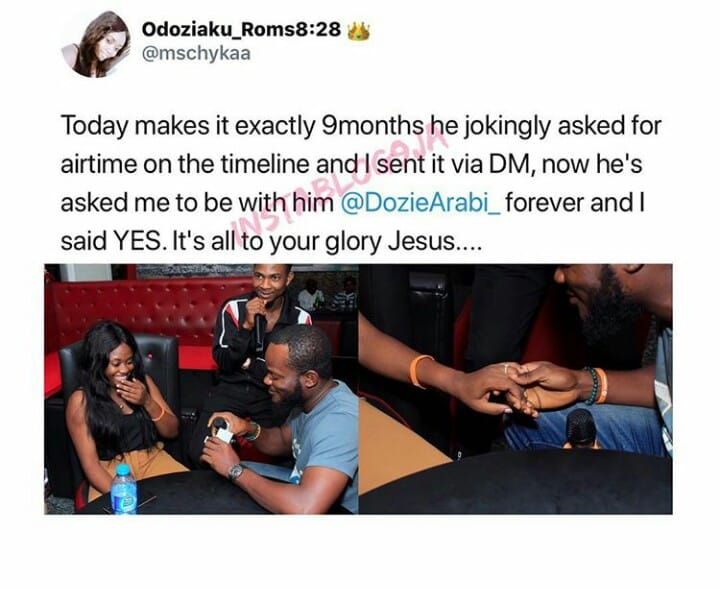 Odoziaku_Roms8:28 👑
@mschykaa
Today makes it exactly 9months he jokingly asked for
airtime on the timeline and I sent it via DM, now he's
asked me to be with him @DozieArabi_ forever and I
said YES. It's all to your glory Jesus....
INSTABLOG9JA